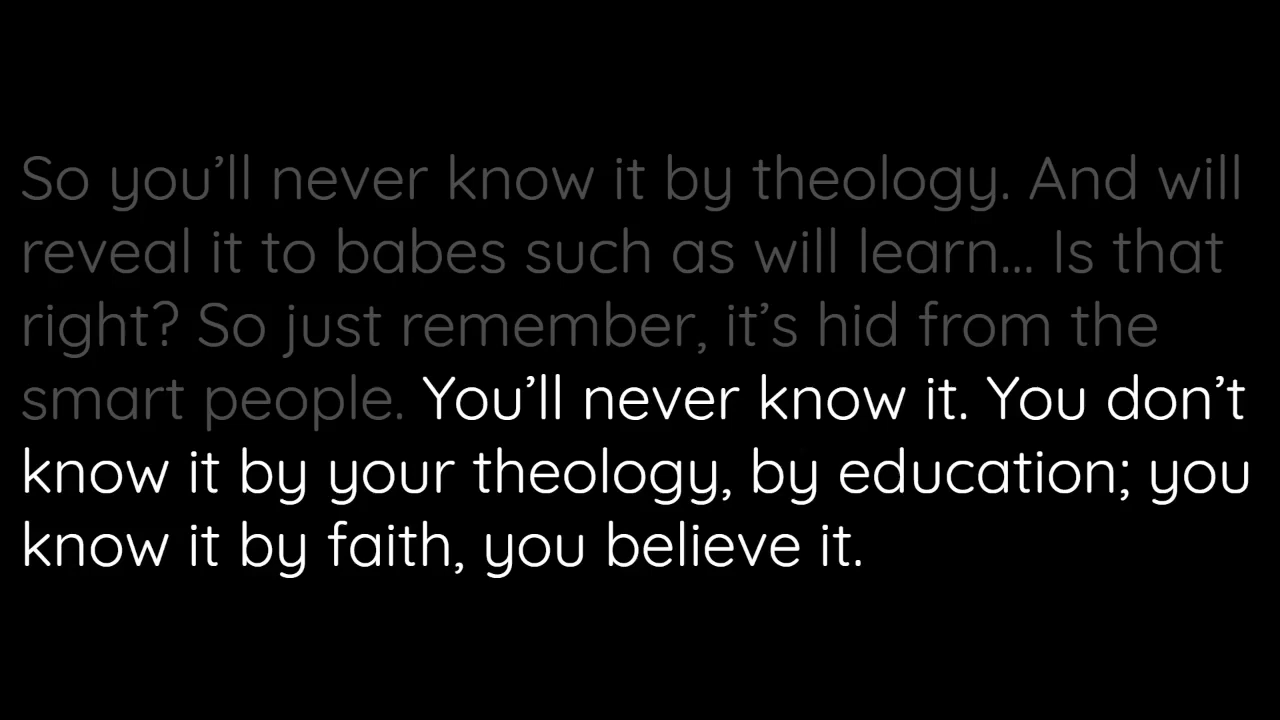 So you’ll never know it by theology. And will
reveal it to babes such as will learn... Is that
right? So just remember, it’s hid from the
smart people. You’ll never know it. You don’t
know it by your theology, by education; you
know it by faith, you believe it.